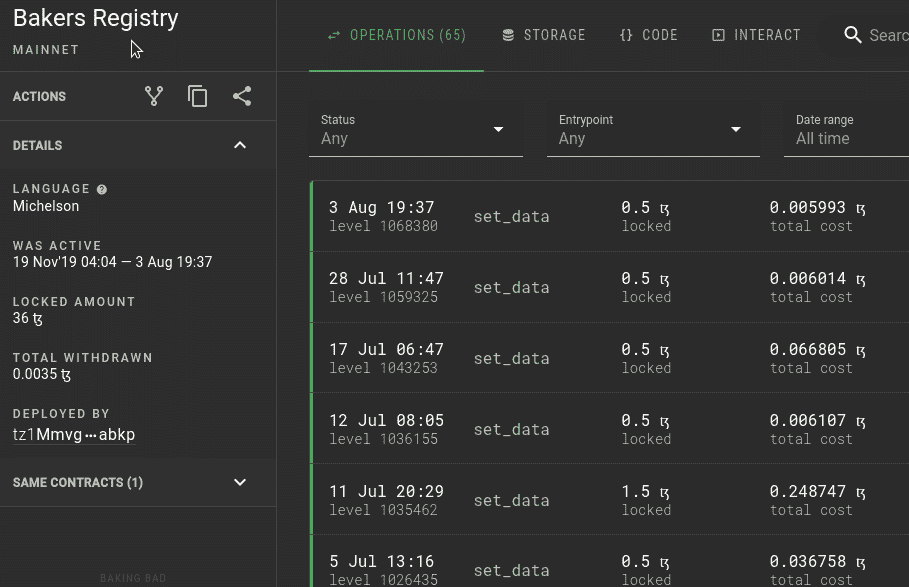 Bakers Registry
MAINNET
ACTIONS
DETAILS
LANGUAGE
Michelson
WAS ACTIVE
19 Nov'19 04:04 — 3 Aug 19:37
LOCKED AMOUNT
36 ꜩ
TOTAL WITHDRAWN
0.0035 ꜩ
DEPLOYED BY
tz1Mmvg•••abkp
SAME CONTRACTS (1)
BAKING BAD
OPERATIONS (65)
STORAGE
{} CODE
INTERACT
Searc
Status
Any
Entrypoint
Any
Date range
All time
3 Aug 19:37
level 1068380
set_data
0.5 ꜩ
locked
0.005993 ꜩ
total cost
28 Jul 11:47
level 1059325
set_data
0.5 ꜩ
locked
0.006014 ꜩ
total cost
17 Jul 06:47
level 1043253
set_data
0.5 ꜩ
locked
0.066805 ꜩ
total cost
12 Jul 08:05
level 1036155
set_data
0.5 ꜩ
locked
0.006107 ꜩ
total cost
11 Jul 20:29
level 1035462
set_data
1.5 ꜩ
locked
0.248747 ꜩ
total cost
5 Jul 13:16
level 1026435
set_data
0.5 ꜩ
locked
0.036758 ꜩ
total cost